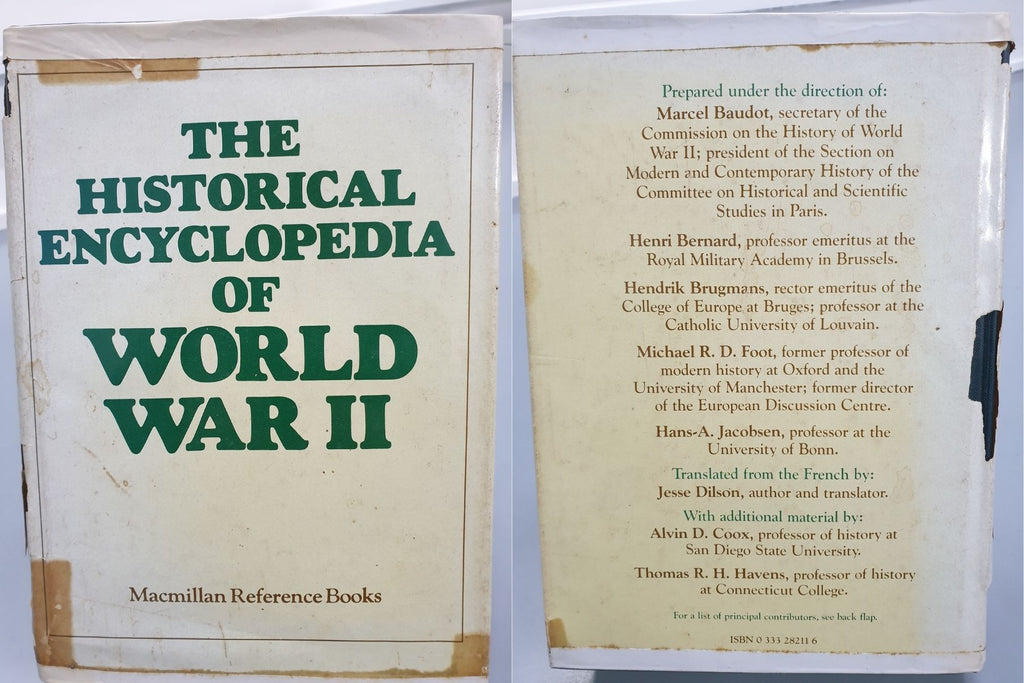 THE
HISTORICAL
ENCYCLOPEDIA
OF
WORLD
WAR II
Macmillan Reference Books
Prepared under the direction of:
Marcel Baudot, secretary of the
Commission on the History of World
War II; president of the Section on
Modern and Contemporary History of the
Committee on Historical and Scientific
Studies in Paris.
Henri Bernard, professor emeritus at the
Royal Military Academy in Brussels.
Hendrik Brugmans, rector emeritus of the
College of Europe at Bruges; professor at the
Catholic University of Louvain.
Michael R. D. Foot, former professor of
modern history at Oxford and the
University of Manchester; former director
of the European Discussion Centre.
Hans-A. Jacobsen, professor at the
University of Bonn.
Translated from the French by:
Jesse Dilson, author and translator.
With additional material by:
Alvin D. Coox, professor of history at
San Diego State University.
Thomas R. H. Havens, professor of history
at Connecticut College.
For a list of principal contributors, see back flap.
ISBN 0 333 28211 6